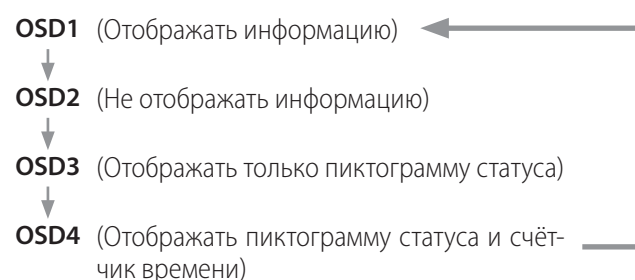 OSD1 (Отображать информацию)
OSD2 (Не отображать информацию)
OSD3 (Отображать только пиктограмму статуса)
OSD4 (Отображать пиктограмму статуса и счёт-
чик времени)